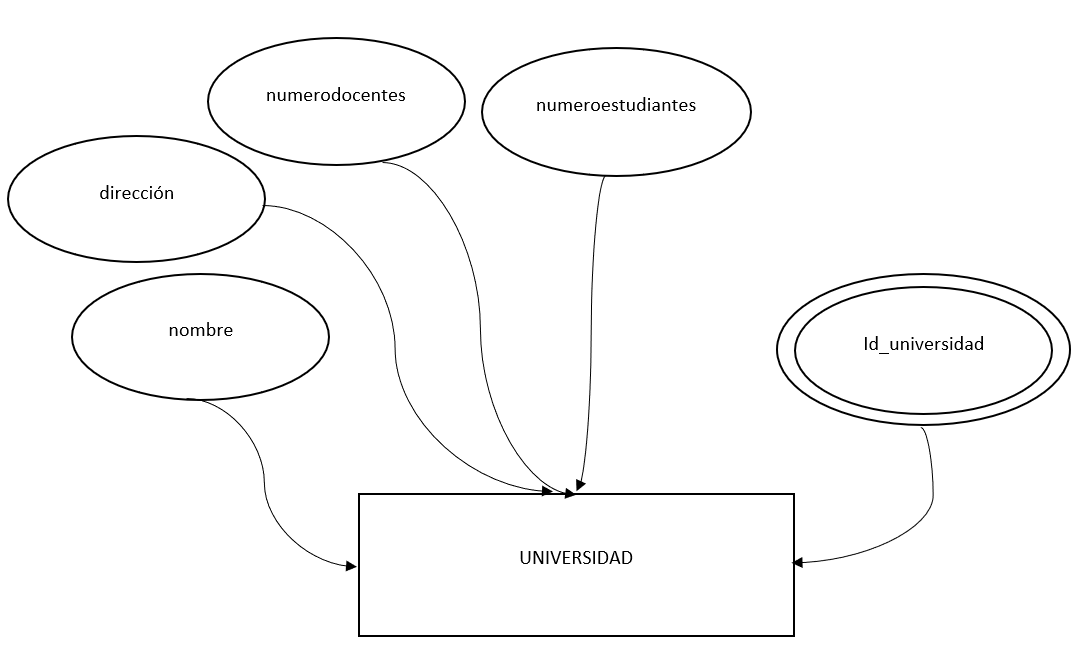 numerodocentes
numeroestudiantes
dirección
nombre
Id_universidad
UNIVERSIDAD